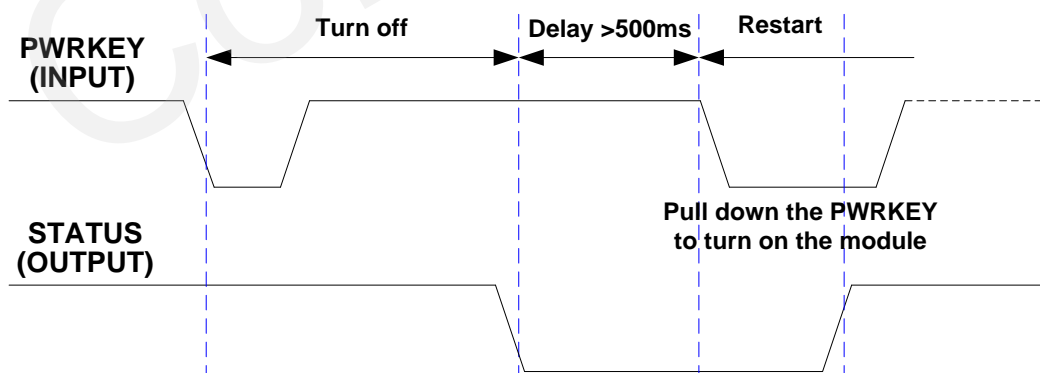 Turn off
Delay >500ms
Restart
PWRKEY
(INPUT)
Pull down the PWRKEY
to turn on the module
STATUS
(OUTPUT)